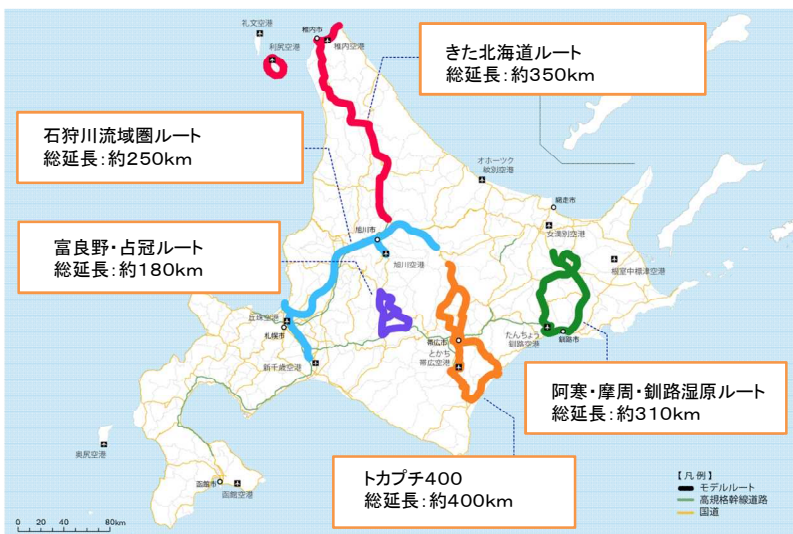 礼文空港
利尻空港
稚内市
稚内空港
きた北海道ルート
総延長:約350km
石狩川流域圏ルート
総延長:約250km
オホーツク
紋別空港
網走市
女満別空港
旭川市
旭川空港
富良野・占冠ルート
総延長:約180km
根室中標津空港
丘珠空港
札幌市
新千歳空港
帯広市
とかち
帯広空港
たんちょう
釧路空港
釧路市
阿寒・摩周・釧路湿原ルート
総延長:約310km
奥尻空港
函館市
函館空港
トカプチ400
総延長:約400km
【凡例】
モデルルート
高規格幹線道路
国道
0 20 40 80km